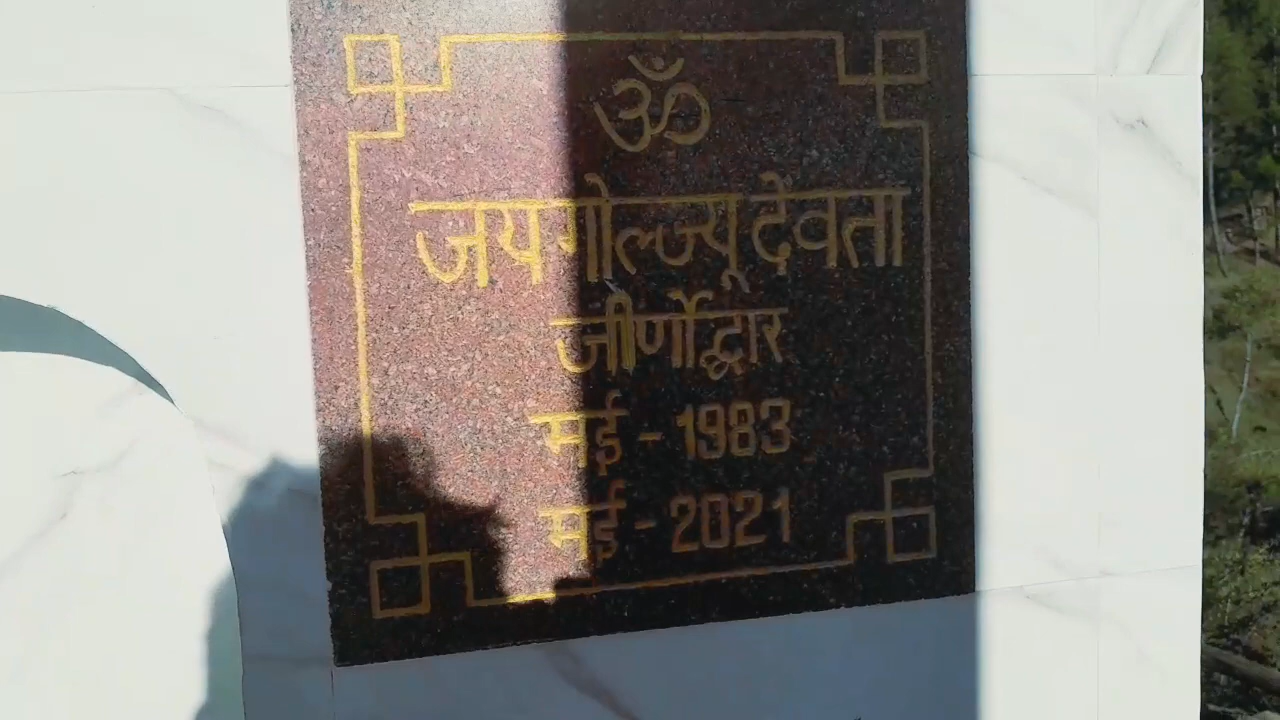 ॐ
जय गोल्ज्यू देवता
जीर्णोद्धार
मई - 1983
मई - 2021